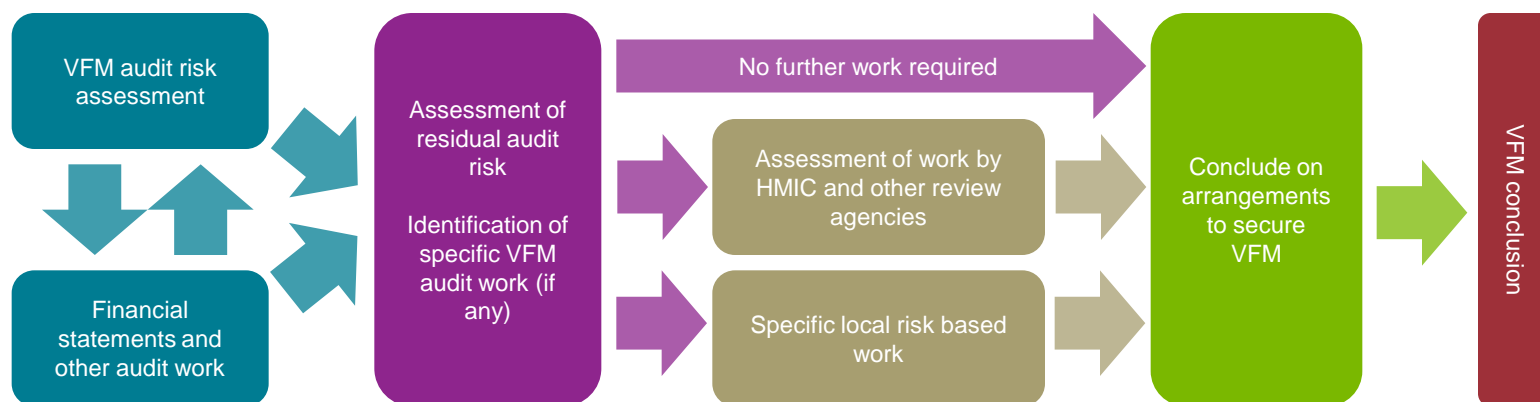 VFM audit risk
assessment
Financial
statements and
other audit work
Assessment of
residual audit
risk
Identification of
specific VFM
audit work (if
any)
No further work required
Assessment of work by
HMIC and other review
agencies
Specific local risk based
work
Conclude on
arrangements
to secure
VFM
VFM conclusion